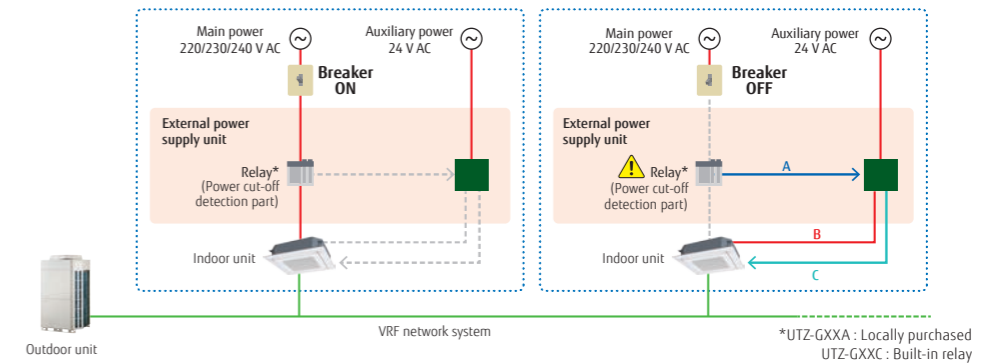 Main power
220/230/240 V AC
Auxiliary power
24 V AC
Breaker
ON
External power
supply unit
Relay*
(Power cut-off
detection part)
Indoor unit
Main power
220/230/240 V AC
Auxiliary power
24 V AC
Breaker
OFF
External power
supply unit
Relay*
(Power cut-off
detection part)
A
B
C
Indoor unit
Outdoor unit
VRF network system
*UTZ-GXXA : Locally purchased
UTZ-GXXC : Built-in relay